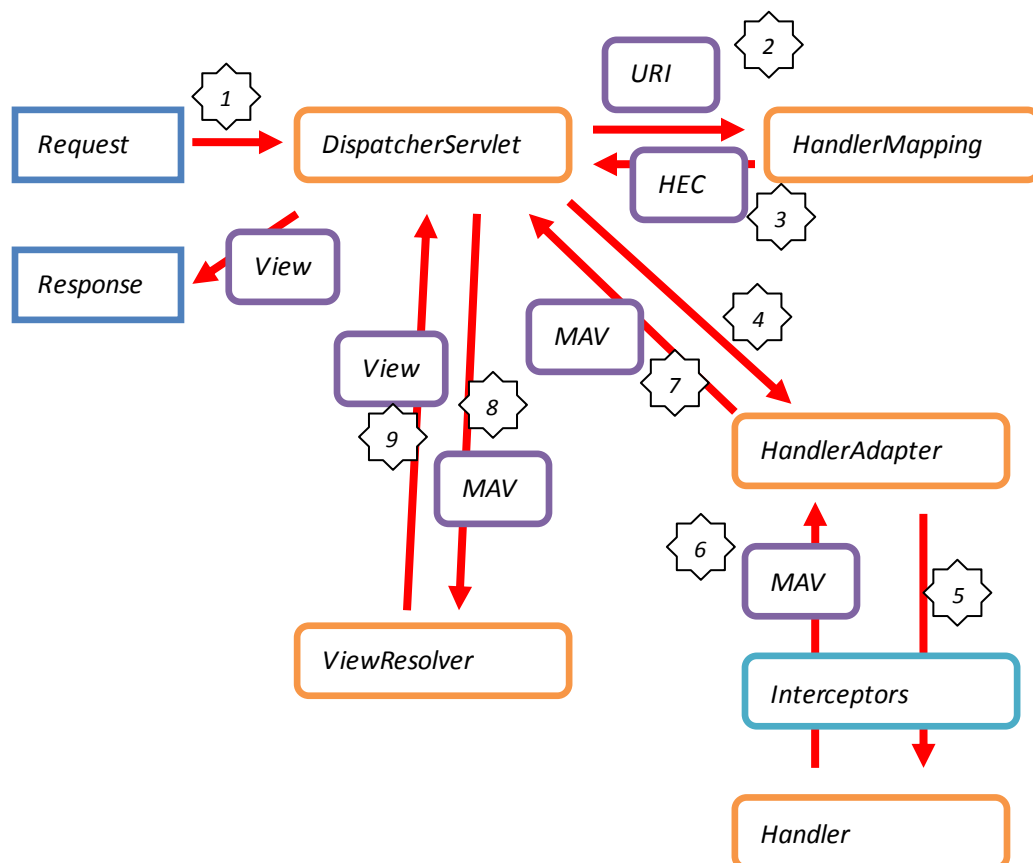 2
URI
1
Request
DispatcherServlet
HandlerMapping
HEC
3
View
Response
MAV
4
View
7
8
9
HandlerAdapter
MAV
6
MAV
5
ViewResolver
Interceptors
Handler